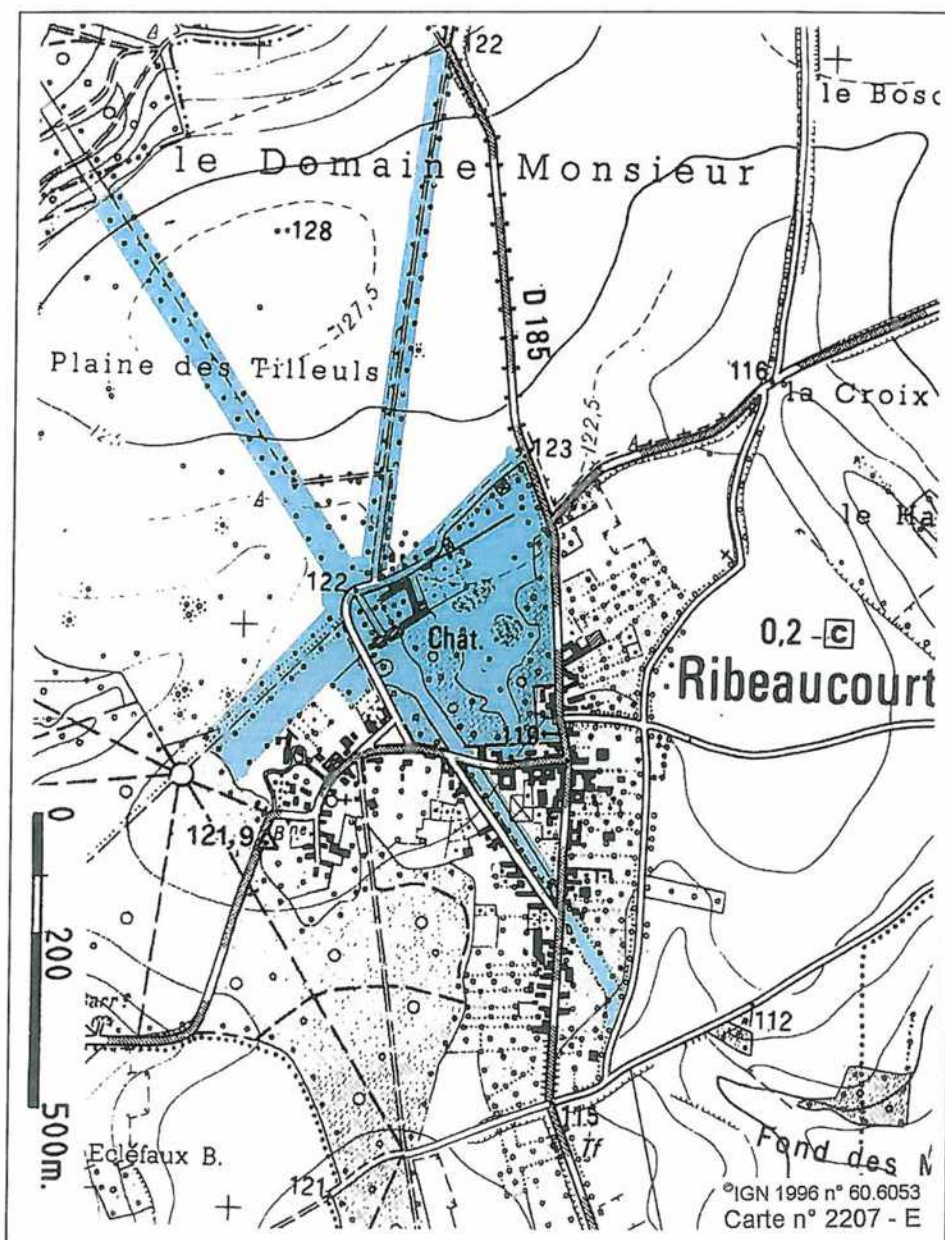 122
le Bosc
le Domaine Monsieur
128
127,5
D 185
Plaine des Tilleuls
116
la Croix
123
122,5
le Ha
122
Chât.
0,2 - C
Ribeaucourt
119
0
121,9
200
112
115
Tf
500m.
Fond des M
Ecléfaux B.
121
©IGN 1996 n° 60.6053
Carte n° 2207 - E